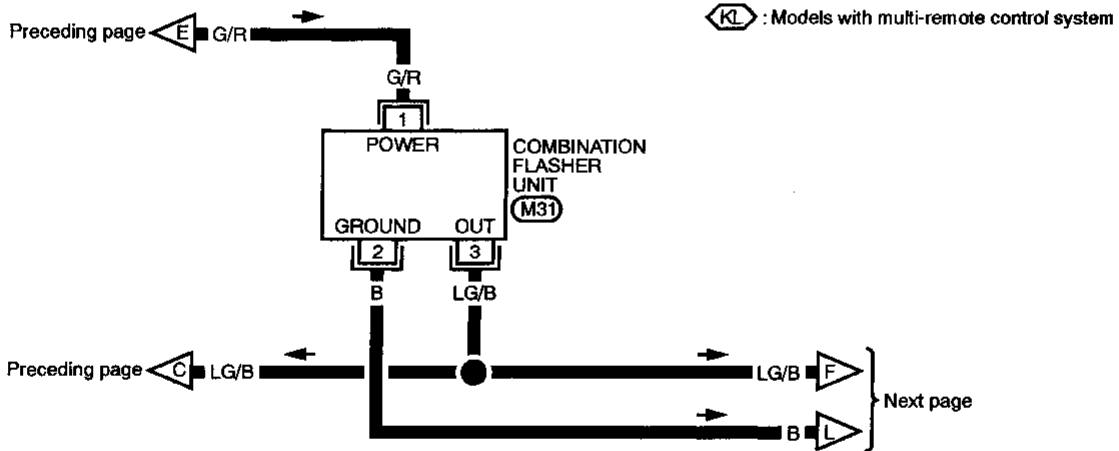 KL : Models with multi-remote control system
Preceding page E G/R
G/R
1
POWER
COMBINATION
FLASHER
UNIT
M31
GROUND OUT
2 3
B LG/B
Preceding page C LG/B LG/B F
Next page
B L